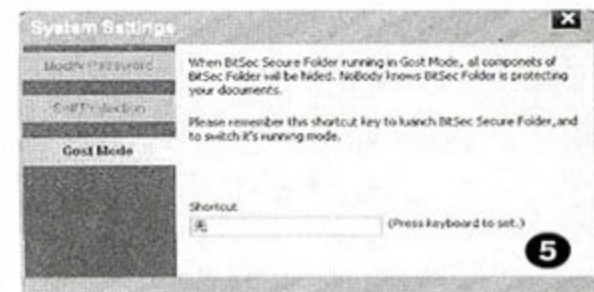 System Settings
Modify Password
Self Protection
Gost Mode
When BitSec Secure Folder running in Gost Mode, all componets of
BitSec Folder will be hided. NoBody knows BitSec Folder is protecting
your documents.
Please remember this shortcut key to luanch BitSec Secure Folder, and
to switch it's running mode.
Shortcut
(Press keyboard to set.)
5